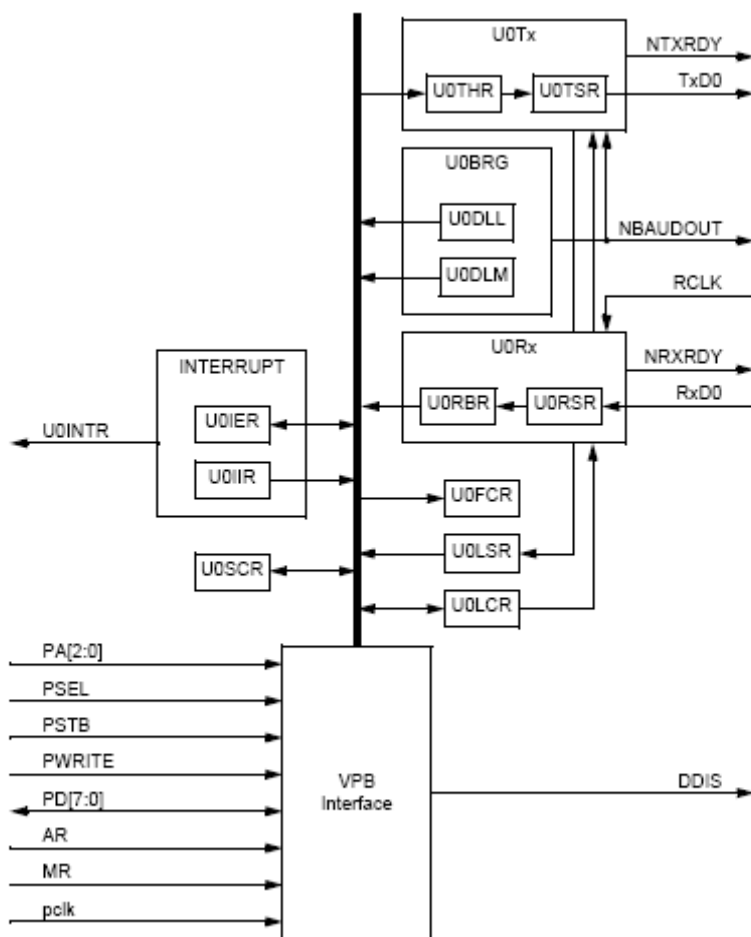 U0Tx
NTXRDY
U0THR
U0TSR
TxD0
U0BRG
U0DLL
NBAUDOUT
U0DLM
RCLK
U0Rx
NRXRDY
INTERRUPT
U0RBR
U0RSR
RxD0
U0IER
U0INTR
U0IIR
U0FCR
U0SCR
U0LSR
U0LCR
PA[2:0]
PSEL
PSTB
PWRITE
VPB
Interface
DDIS
PD[7:0]
AR
MR
pclk